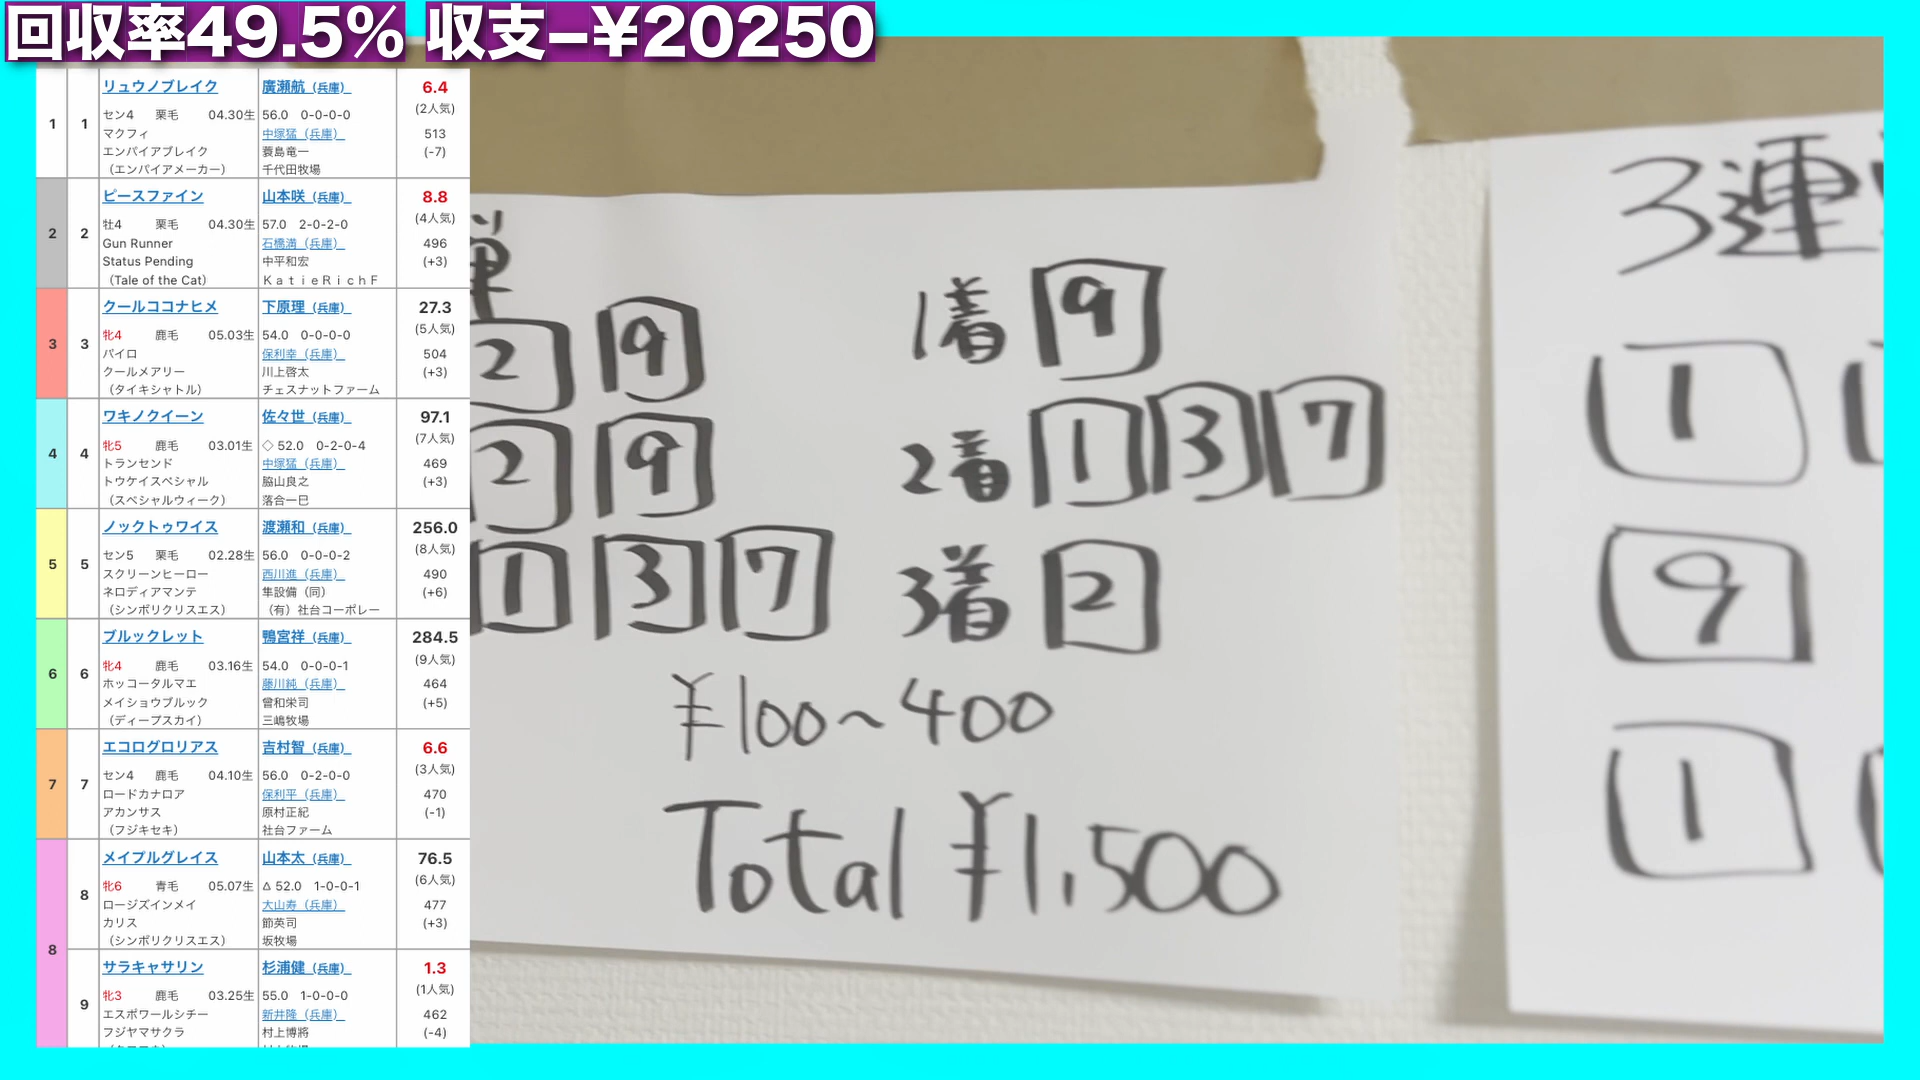 回収率49.5% 収支−¥20250
1 1 リュウノブレイク 廣瀬航（兵庫） 6.4
(2人気)
セン4 栗毛 04.30生 56.0 0-0-0-0
マクフィ 中塚猛（兵庫） 513
エンパイアブレイク 蓑島竜一 (-7)
（エンパイアメーカー） 千代田牧場
2 2 ピースファイン 山本咲（兵庫） 8.8
(4人気)
牡4 栗毛 04.30生 57.0 2-0-2-0
Gun Runner 石橋満（兵庫） 496
Status Pending 中平和宏 (+3)
（Tale of the Cat） ＫａｔｉｅＲｉｃｈＦ
3 3 クールココナヒメ 下原理（兵庫） 27.3
(5人気)
牝4 鹿毛 05.03生 54.0 0-0-0-0
パイロ 保利幸（兵庫） 504
クールメアリー 川上啓太 (+3)
（タイキシャトル） チェスナットファーム
4 4 ワキノクイーン 佐々世（兵庫） 97.1
(7人気)
牝5 鹿毛 03.01生 ◇ 52.0 0-2-0-4
トランセンド 中塚猛（兵庫） 469
トウケイスペシャル 脇山良之 (+3)
（スペシャルウィーク） 落合一巳
5 5 ノックトゥワイス 渡瀬和（兵庫） 256.0
(8人気)
セン5 栗毛 02.28生 56.0 0-0-0-2
スクリーンヒーロー 西川進（兵庫） 490
ネロディアマンテ 隼設備（同） (+6)
（シンボリクリスエス） （有）社台コーポレー
6 6 ブルックレット 鴨宮祥（兵庫） 284.5
(9人気)
牝4 鹿毛 03.16生 54.0 0-0-0-1
ホッコータルマエ 藤川純（兵庫） 464
メイショウブルック 曾和栄司 (+5)
（ディープスカイ） 三嶋牧場
7 7 エコログロリアス 吉村智（兵庫） 6.6
(3人気)
セン4 鹿毛 04.10生 56.0 0-2-0-0
ロードカナロア 保利平（兵庫） 470
アカンサス 原村正紀 (-1)
（フジキセキ） 社台ファーム
8 8 メイプルグレイス 山本太（兵庫） 76.5
(6人気)
牝6 青毛 05.07生 △ 52.0 1-0-0-1
ロージズインメイ 大山寿（兵庫） 477
カリス 節英司 (+3)
（シンボリクリスエス） 坂牧場
9 サラキャサリン 杉浦健（兵庫） 1.3
(1人気)
牝3 鹿毛 03.25生 55.0 1-0-0-0
エスポワールシチー 新井隆（兵庫） 462
フジヤマサクラ 村上博將 (-4)
単
2 9
2 9
1 3 7
1着 9
2着 1 3 7
3着 2
¥100〜400
Total ¥1,500
3連
1
9
1